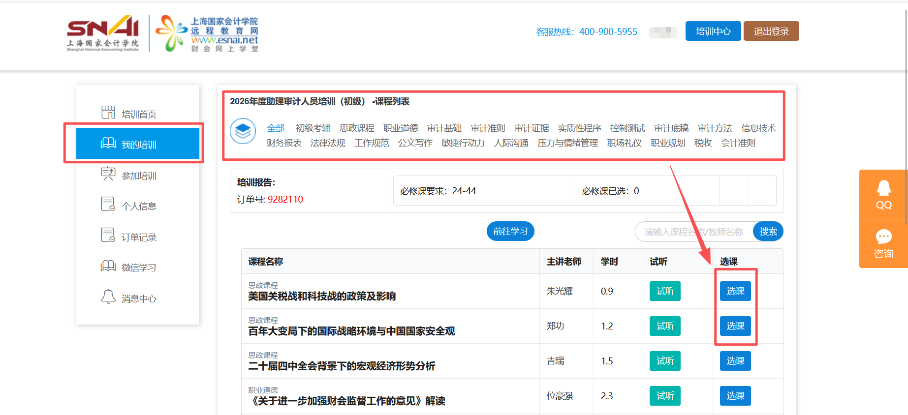 SNAI
上海国家会计学院
Shanghai National Accounting Institute
上海国家会计学院
远程教育网
www.esnai.net
财会网上学堂
客服热线：400-900-5955
培训中心
退出登录
培训首页
我的培训
参加培训
个人信息
订单记录
微信学习
消息中心
2026年度助理审计人员培训（初级） -课程列表
全部 初级考辅 思政课程 职业道德 审计基础 审计准则 审计证据 实质性程序 控制测试 审计底稿 审计方法 信息技术
财务报表 法律法规 工作规范 公文写作 敏捷行动力 人际沟通 压力与情绪管理 职场礼仪 职业规划 税收 会计准则
培训报告：
订单号: 9282110
必修课要求：24-44
必修课已选：0
前往学习
请输入课程名称/教师名称
搜索
课程名称 主讲老师 学时 试听 选课
思政课程
美国关税战和科技战的政策及影响 朱光耀 0.9 试听 选课
思政课程
百年大变局下的国际战略环境与中国国家安全观 郑功 1.2 试听 选课
思政课程
二十届四中全会背景下的宏观经济形势分析 吉瑞 1.5 试听 选课
职业道德
《关于进一步加强财会监督工作的意见》解读 位豪强 2.3 试听 选课
QQ
咨询